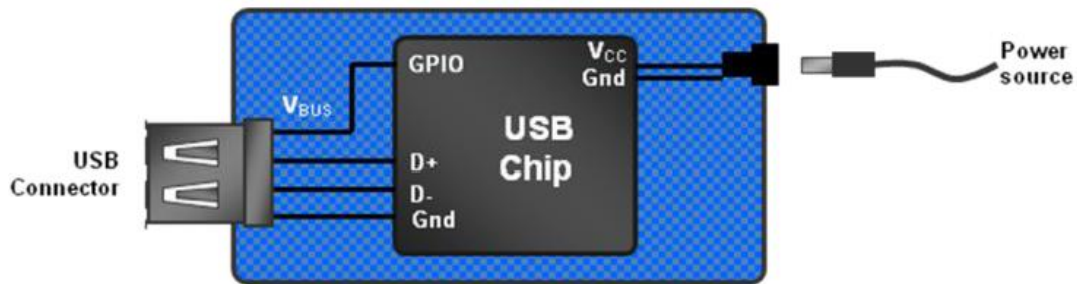 GPIO
VCC
Gnd
Power
source
VBUS
USB
Chip
USB
Connector
D+
D-
Gnd